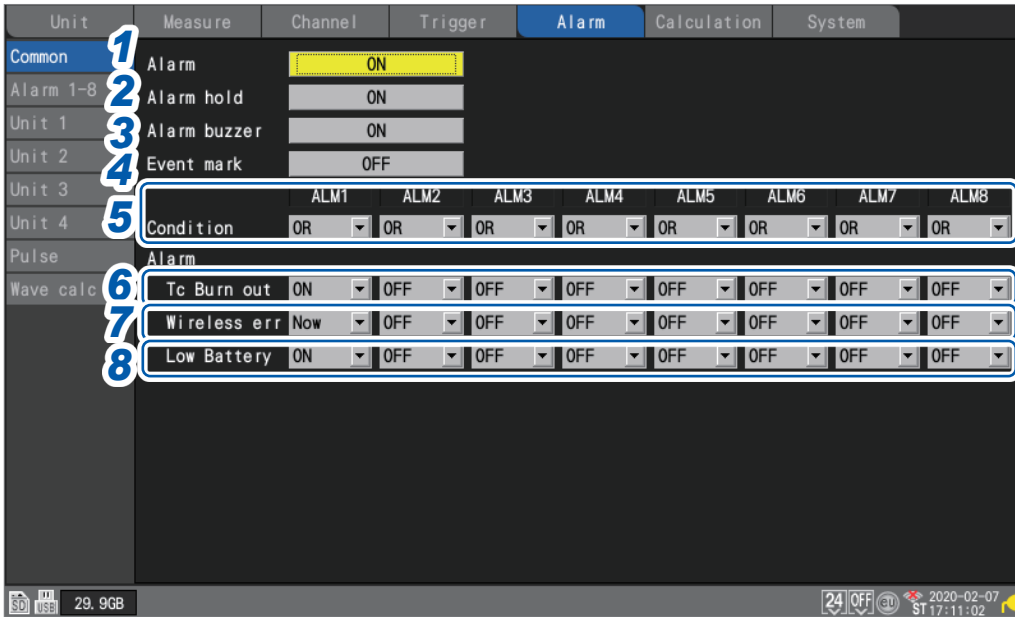 Unit Measure Channel Trigger Alarm Calculation System
Common 1 Alarm ON
Alarm 1-8 2 Alarm hold ON
Unit 1 3 Alarm buzzer ON
Unit 2 4 Event mark OFF
Unit 3 ALM1 ALM2 ALM3 ALM4 ALM5 ALM6 ALM7 ALM8
Unit 4 5 Condition OR OR OR OR OR OR OR OR
Pulse Alarm
Wave calc 6 Tc Burn out ON OFF OFF OFF OFF OFF OFF OFF
7 Wireless err Now OFF OFF OFF OFF OFF OFF OFF
8 Low Battery ON OFF OFF OFF OFF OFF OFF OFF
SD USB 29.9GB 24 OFF eU ST 2020-02-07
17:11:02